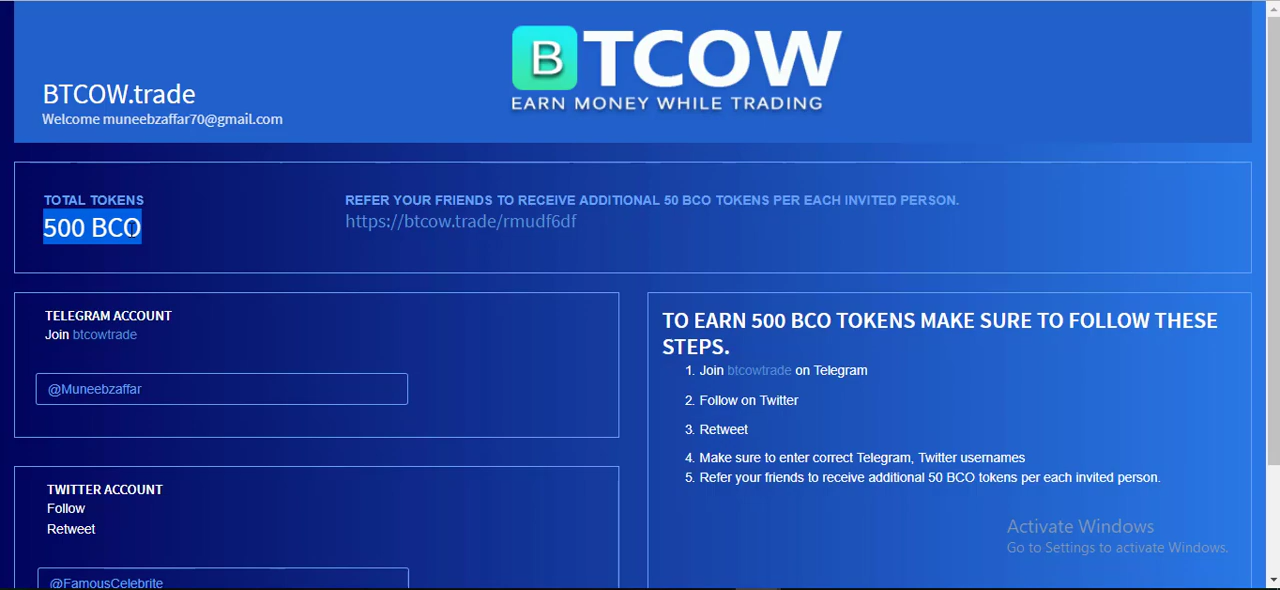 BTCOW
EARN MONEY WHILE TRADING
BTCOW.trade
Welcome muneebzaffar70@gmail.com
TOTAL TOKENS
500 BCO
REFER YOUR FRIENDS TO RECEIVE ADDITIONAL 50 BCO TOKENS PER EACH INVITED PERSON.
https://btcow.trade/rmudf6df
TELEGRAM ACCOUNT
Join btcowtrade
@Muneebzaffar
TWITTER ACCOUNT
Follow
Retweet
@FamousCelebrite
TO EARN 500 BCO TOKENS MAKE SURE TO FOLLOW THESE
STEPS.
1. Join btcowtrade on Telegram
2. Follow on Twitter
3. Retweet
4. Make sure to enter correct Telegram, Twitter usernames
5. Refer your friends to receive additional 50 BCO tokens per each invited person.
Activate Windows
Go to Settings to activate Windows.